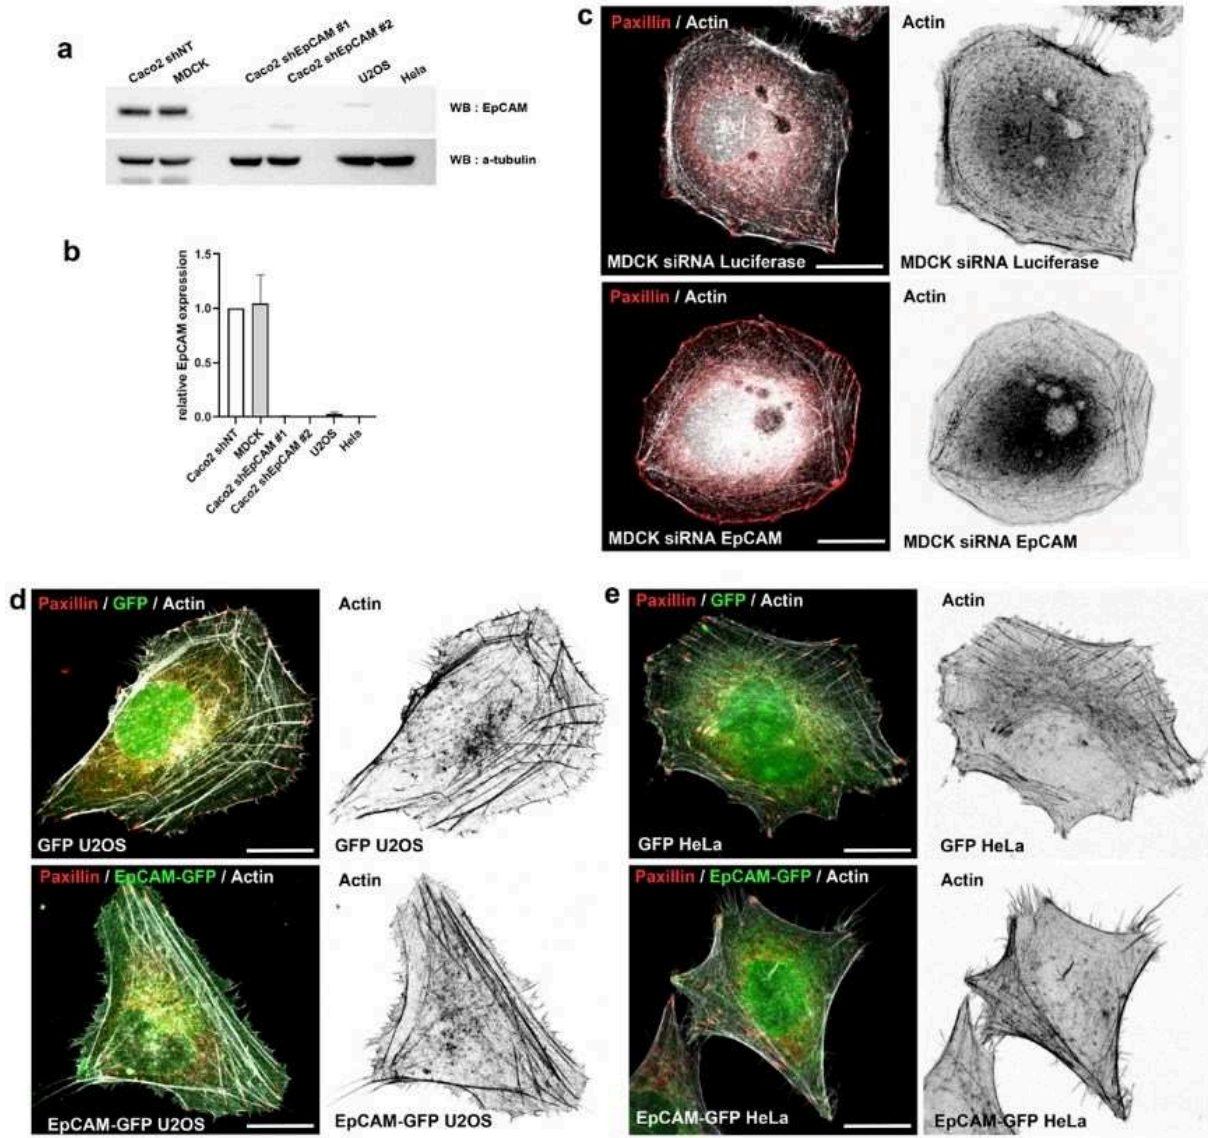 a
Caco2 shNT
MDCK
Caco2 shEpCAM #1
Caco2 shEpCAM #2
U2OS
Hela
WB : EpCAM
WB : a-tubulin
b
relative EpCAM expression
1.5
1.0
0.5
0.0
Caco2 shNT
MDCK
Caco2 shEpCAM #1
Caco2 shEpCAM #2
U2OS
Hela
c
Paxillin / Actin
Actin
MDCK siRNA Luciferase
MDCK siRNA Luciferase
Paxillin / Actin
Actin
MDCK siRNA EpCAM
MDCK siRNA EpCAM
d
Paxillin / GFP / Actin
Actin
GFP U2OS
GFP U2OS
Paxillin / EpCAM-GFP / Actin
Actin
EpCAM-GFP U2OS
EpCAM-GFP U2OS
e
Paxillin / GFP / Actin
Actin
GFP HeLa
GFP HeLa
Paxillin / EpCAM-GFP / Actin
Actin
EpCAM-GFP HeLa
EpCAM-GFP HeLa